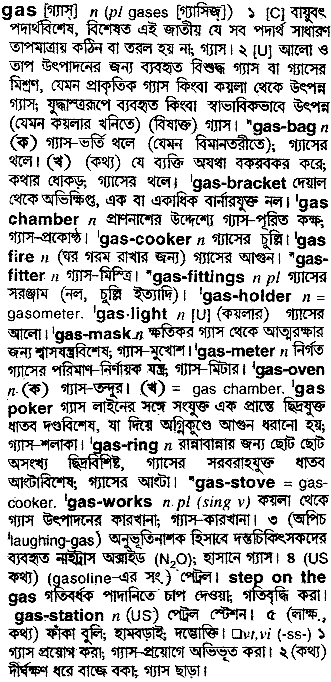 gas [গ্যাস্] n (pl gases [গ্যাসিজ়্]) ১ [C] বায়ুবৎ
পদার্থবিশেষ, বিশেষত এই জাতীয় যে সব পদার্থ সাধারণ
তাপমাত্রায় কঠিন বা তরল হয় না; গ্যাস। ২ [U] আলো ও
তাপ উৎপাদনের জন্য ব্যবহৃত বিশুদ্ধ গ্যাস বা গ্যাসের
মিশ্রণ, যেমন প্রাকৃতিক গ্যাস কিংবা কয়লা থেকে উৎপন্ন
গ্যাস; যুদ্ধাস্ত্ররূপে ব্যবহৃত কিংবা স্বাভাবিকভাবে উৎপন্ন
(যেমন কয়লার খনিতে) (বিষাক্ত) গ্যাস। "gas-bag n
(ক) গ্যাস-ভর্তি থলে (যেমন বিমানতরীতে); গ্যাসের
থলে। (খ) (কথ্য) যে ব্যক্তি অযথা বকরবকর করে;
কথার ধোকড়; গ্যাসের থলে। 'gas-bracket দেয়াল
থেকে অভিক্ষিপ্ত, এক বা একাধিক বার্নারযুক্ত নল। 'gas
chamber n প্রাণনাশের উদ্দেশ্যে গ্যাস-পূরিত কক্ষ;
গ্যাস-প্রকোষ্ঠ। 'gas-cooker n গ্যাসের চুল্লি। 'gas
fire n (ঘর গরম রাখার জন্য) গ্যাসের আগুন। "gas-
fitter n গ্যাস-মিস্ত্রি। "gas-fittings n pl গ্যাসের
সরঞ্জাম (নল, চুল্লি ইত্যাদি)। 'gas-holder n =
gasometer. 'gas-light n [U] (কয়লার) গ্যাসের
আলো। 'gas-mask n ক্ষতিকর গ্যাস থেকে আত্মরক্ষার
জন্য শ্বাসযন্ত্রবিশেষ; গ্যাস-মুখোশ। 'gas-meter n নির্গত
গ্যাসের পরিমাণ-নির্ণায়ক যন্ত্র; গ্যাস-মিটার। 'gas-oven
n (ক) গ্যাস-তন্দুর। (খ) = gas chamber. 'gas
poker গ্যাস লাইনের সঙ্গে সংযুক্ত এক প্রান্তে ছিদ্রযুক্ত
ধাতব দণ্ডবিশেষ, যা দিয়ে অগ্নিকুণ্ডে আগুন ধরানো হয়;
গ্যাস-শলাকা। 'gas-ring n রান্নাবান্নার জন্য ছোট ছোট
অসংখ্য ছিদ্রবিশিষ্ট, গ্যাসের সরবরাহযুক্ত ধাতব
আংটাবিশেষ; গ্যাসের আংটা। "gas-stove = gas-
cooker. 'gas-works n pl (sing v) কয়লা থেকে
গ্যাস উৎপাদনের কারখানা; গ্যাস-কারখানা। ৩ (অপিচ
'laughing-gas) অনুভূতিনাশক হিসাবে দন্তচিকিৎসকদের
ব্যবহৃত নাইট্রাস অক্সাইড (N₂O); হাসানে গ্যাস। ৪ (US
কথ্য) (gasoline-এর সং.) পেট্রল। step on the
gas গতিবর্ধক পাদানিতে চাপ দেওয়া; গতিবৃদ্ধি করা।
gas-station n (US) পেট্রল স্টেশন। ৫ (লাক্ষ.,
কথ্য) ফাঁকা বুলি; হামবড়াই; দম্ভোক্তি। □vt,vi (-ss-) ১
গ্যাস প্রয়োগ করা; গ্যাস-প্রয়োগে অভিভূত করা। ২ (কথ্য)
দীর্ঘক্ষণ ধরে বাজে বকা; গ্যাস ছাড়া।